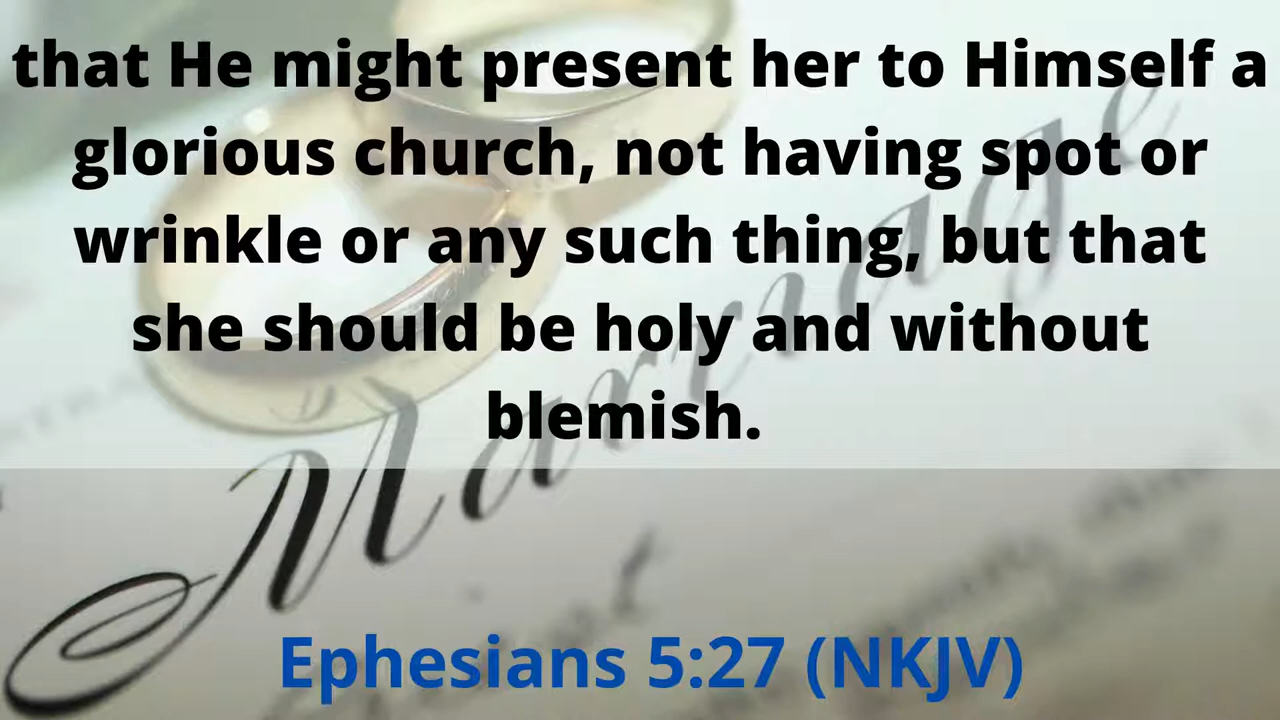 that He might present her to Himself a
glorious church, not having spot or
wrinkle or any such thing, but that
she should be holy and without
blemish.
Marriage
Ephesians 5:27 (NKJV)